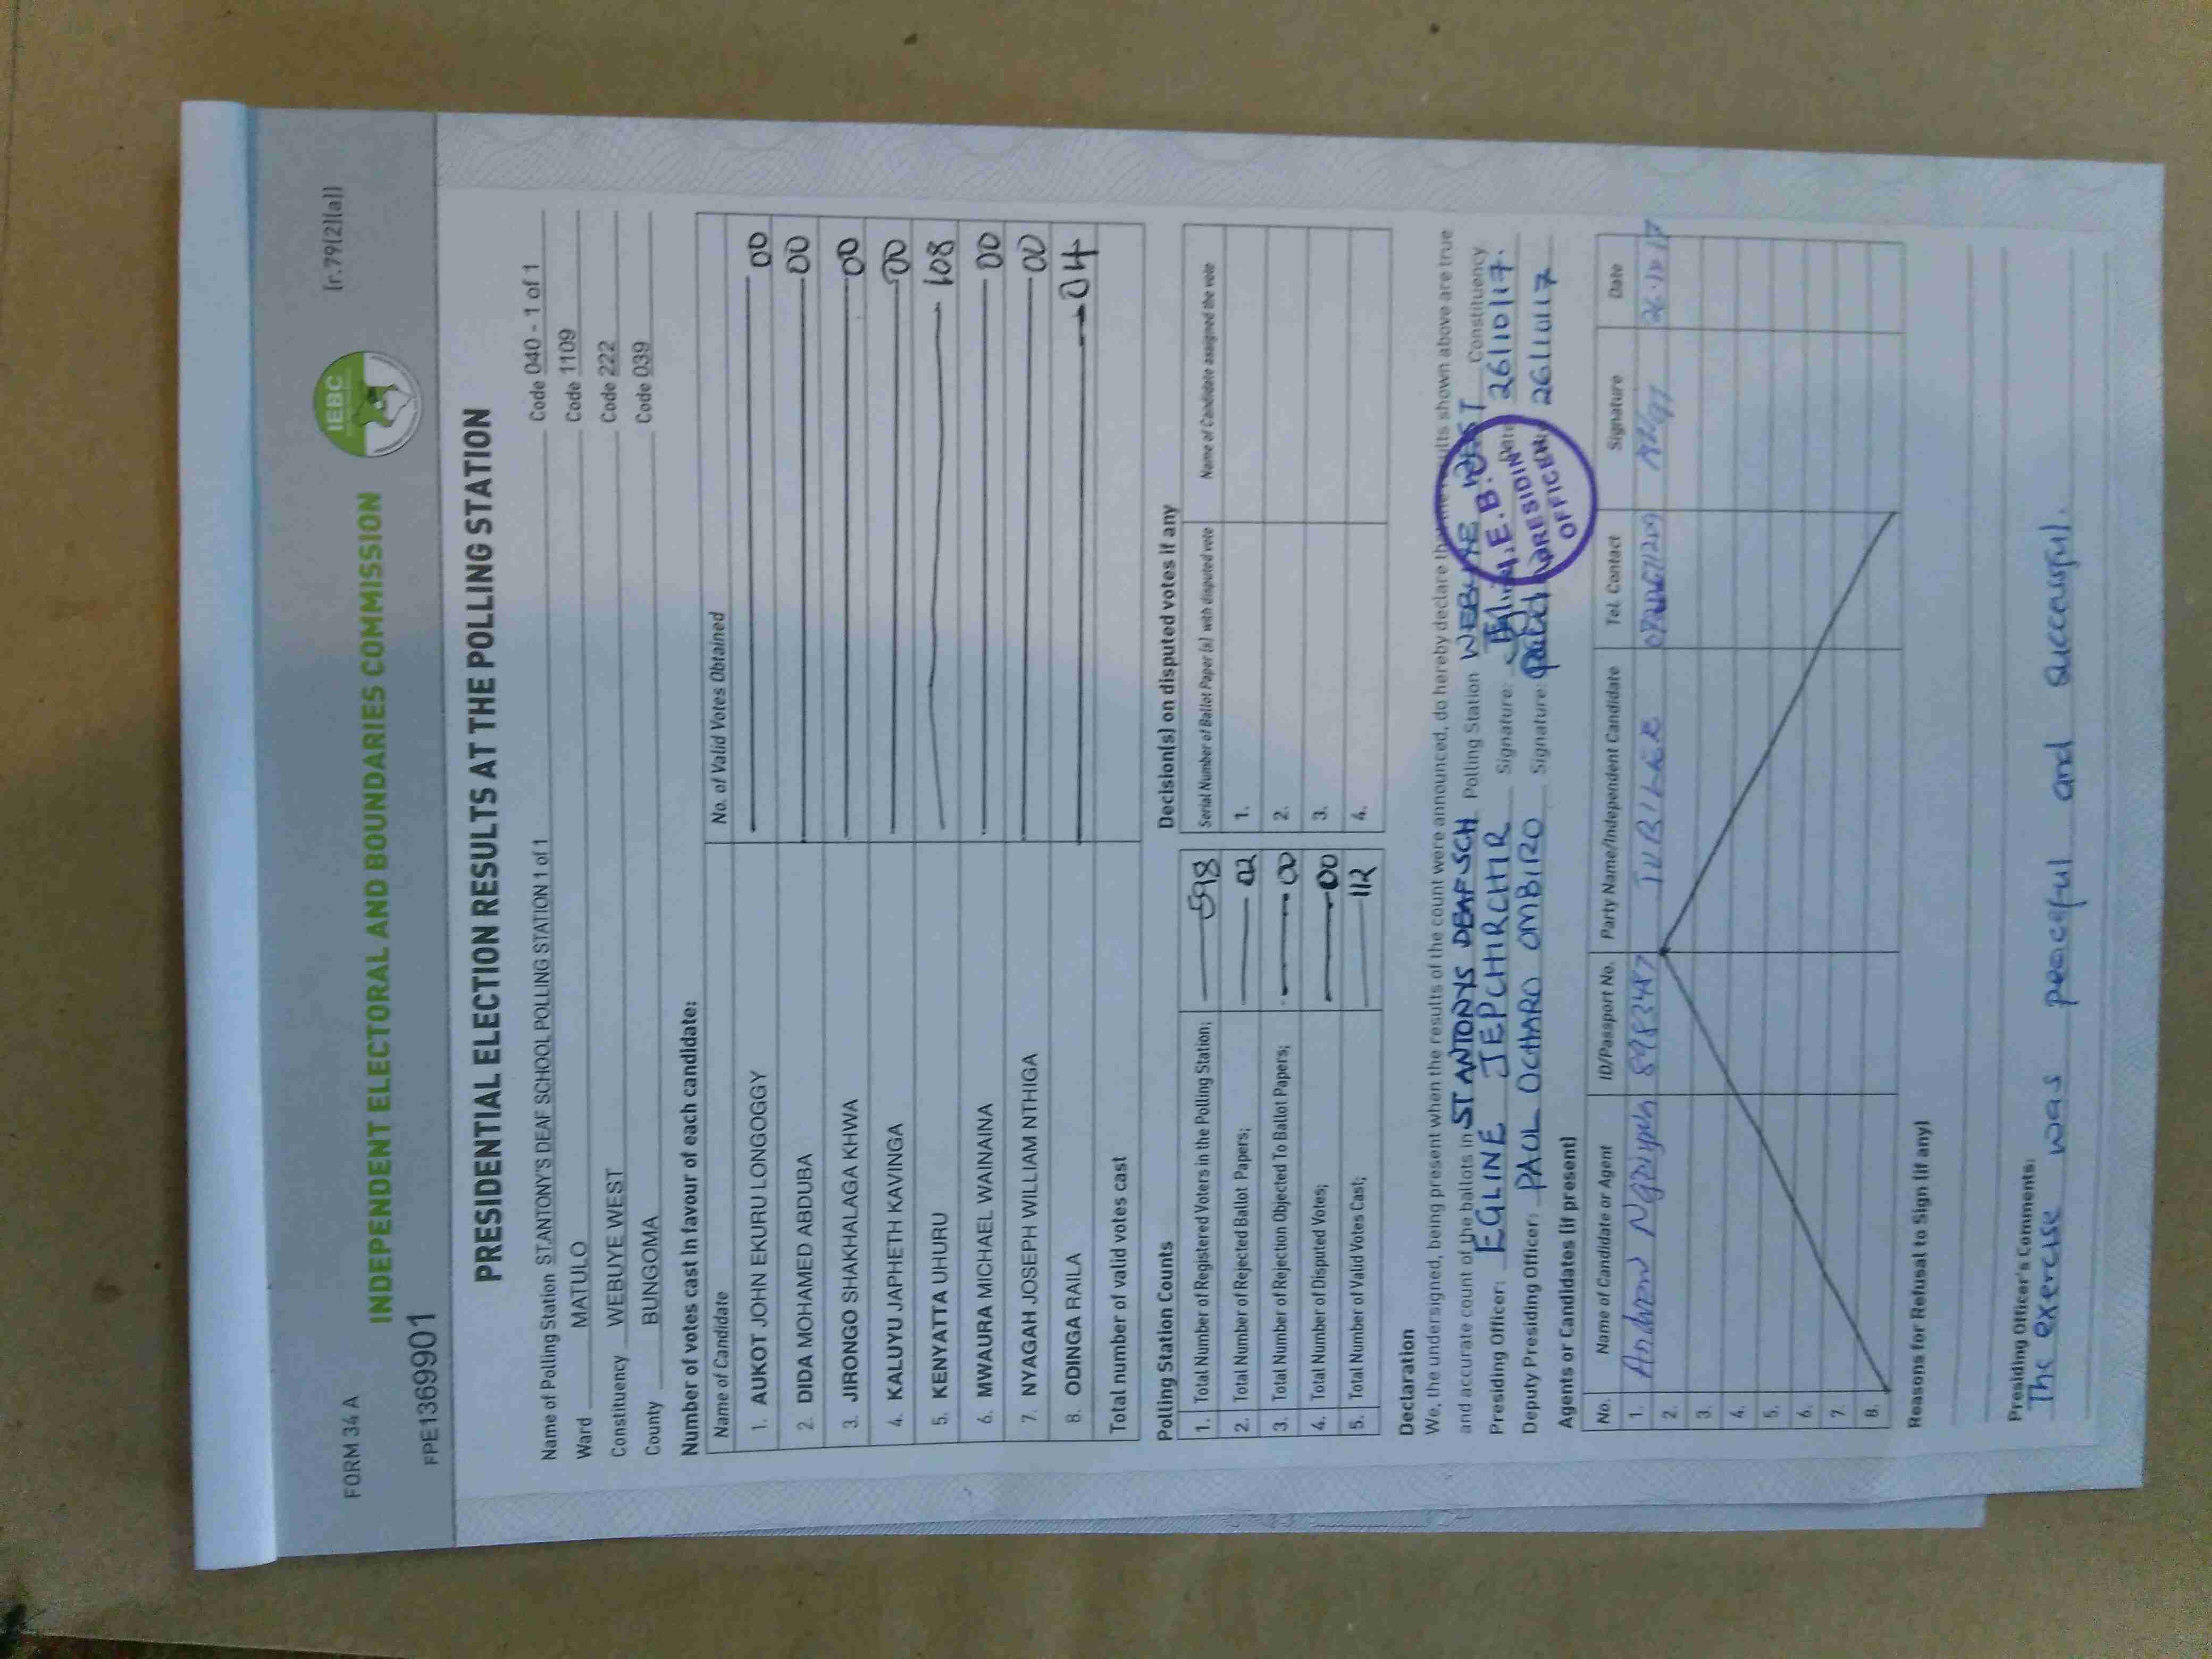 FORM 34 A
[r.79(2)(a)]
IEBC
INDEPENDENT ELECTORAL AND BOUNDARIES COMMISSION
FPE1369901
PRESIDENTIAL ELECTION RESULTS AT THE POLLING STATION
Name of Polling Station ST.ANTONY'S DEAF SCHOOL POLLING STATION 1 of 1 Code 040 - 1 of 1
Ward MATULO Code 1109
Constituency WEBUYE WEST Code 222
County BUNGOMA Code 039
Number of votes cast in favour of each candidate:
Name of Candidate No. of Valid Votes Obtained
1. AUKOT JOHN EKURU LONGOGGY 00
2. DIDA MOHAMED ABDUBA 00
3. JIRONGO SHAKHALAGA KHWA 00
4. KALUYU JAPHETH KAVINGA 00
5. KENYATTA UHURU 108
6. MWAURA MICHAEL WAINAINA 00
7. NYAGAH JOSEPH WILLIAM NTHIGA 00
8. ODINGA RAILA 04
Total number of valid votes cast
Polling Station Counts
1. Total Number of Registered Voters in the Polling Station; 598
2. Total Number of Rejected Ballot Papers; 02
3. Total Number of Rejection Objected To Ballot Papers; 00
4. Total Number of Disputed Votes; 00
5. Total Number of Valid Votes Cast; 112
Decision(s) on disputed votes if any
Serial Number of Ballot Paper (s) with disputed vote Name of Candidate assigned the vote
1.
2.
3.
4.
Declaration
We, the undersigned, being present when the results of the count were announced, do hereby declare that the results shown above are true
and accurate count of the ballots in ST ANTONYS DEAF SCH Polling Station WEBUYE WEST Constituency
Presiding Officer: EGLINE JEPCHIRCHIR Signature: Date 26/10/17.
Deputy Presiding Officer: PAUL OCHARO OMBIRO Signature: Date 26/10/17
I.E.B.C
PRESIDING
OFFICER
Agents or Candidates (if present)
No. Name of Candidate or Agent ID/Passport No. Party Name/Independent Candidate Tel. Contact Signature Date
1. Andrew JUBILEE 26.10.17
2.
3.
4.
5.
6.
7.
8.
Reasons for Refusal to Sign (if any)
Presiding Officer's Comments:
The exercise was peaceful and successful.